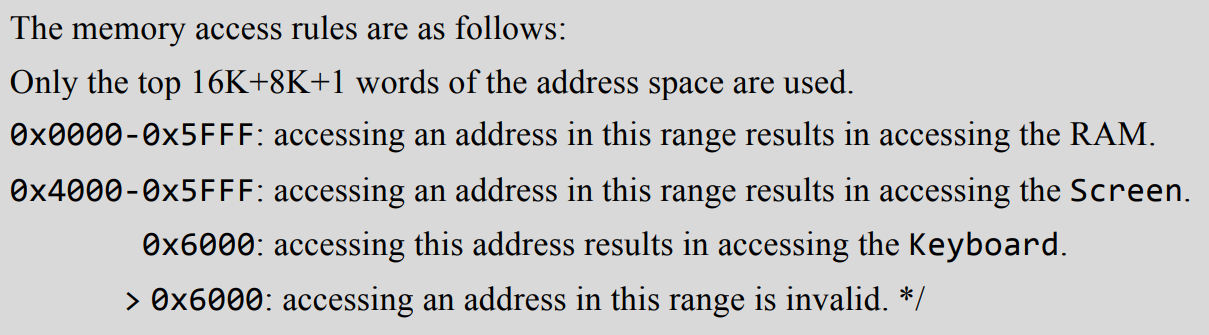 The memory access rules are as follows:
Only the top 16K+8K+1 words of the address space are used.
0x0000-0x5FFF: accessing an address in this range results in accessing the RAM.
0x4000-0x5FFF: accessing an address in this range results in accessing the Screen.
0x6000: accessing this address results in accessing the Keyboard.
> 0x6000: accessing an address in this range is invalid. */